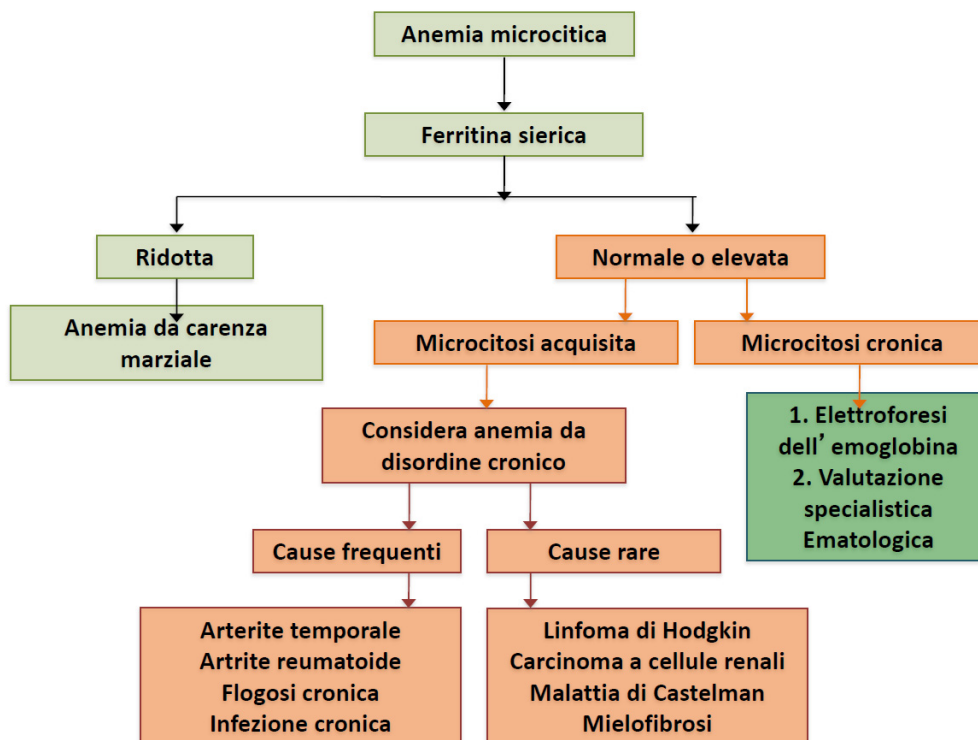 Anemia microcitica
Ferritina sierica
Ridotta
Normale o elevata
Anemia da carenza
marziale
Microcitosi acquisita
Microcitosi cronica
Considera anemia da
disordine cronico
1. Elettroforesi
dell’ emoglobina
2. Valutazione
specialistica
Ematologica
Cause frequenti
Cause rare
Arterite temporale
Artrite reumatoide
Flogosi cronica
Infezione cronica
Linfoma di Hodgkin
Carcinoma a cellule renali
Malattia di Castelman
Mielofibrosi